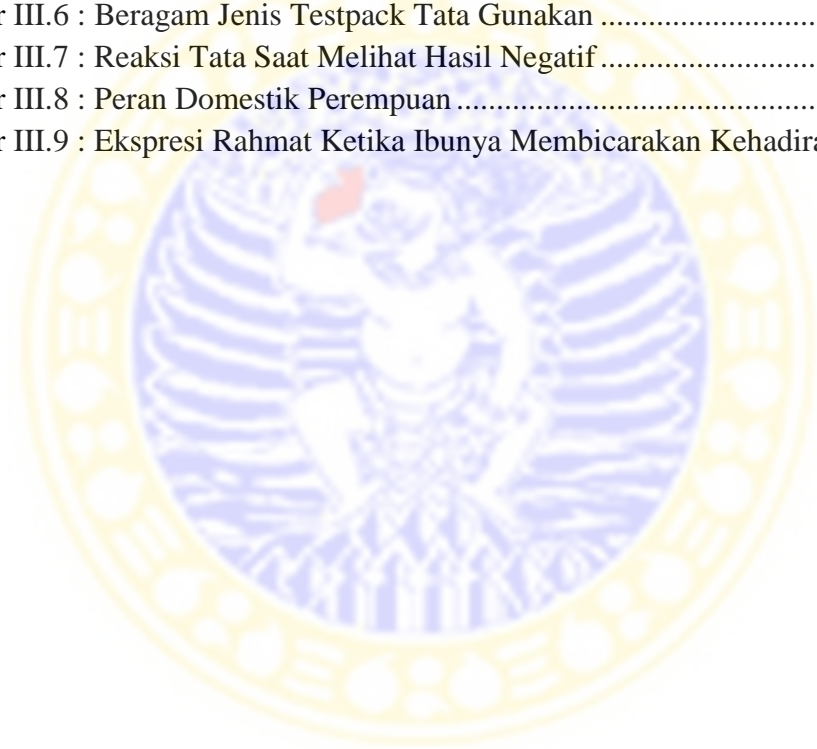 r III.6 : Beragam Jenis Testpack Tata Gunakan ............................
r III.7 : Reaksi Tata Saat Melihat Hasil Negatif ............................
r III.8 : Peran Domestik Perempuan ..............................................
r III.9 : Ekspresi Rahmat Ketika Ibunya Membicarakan Kehadira